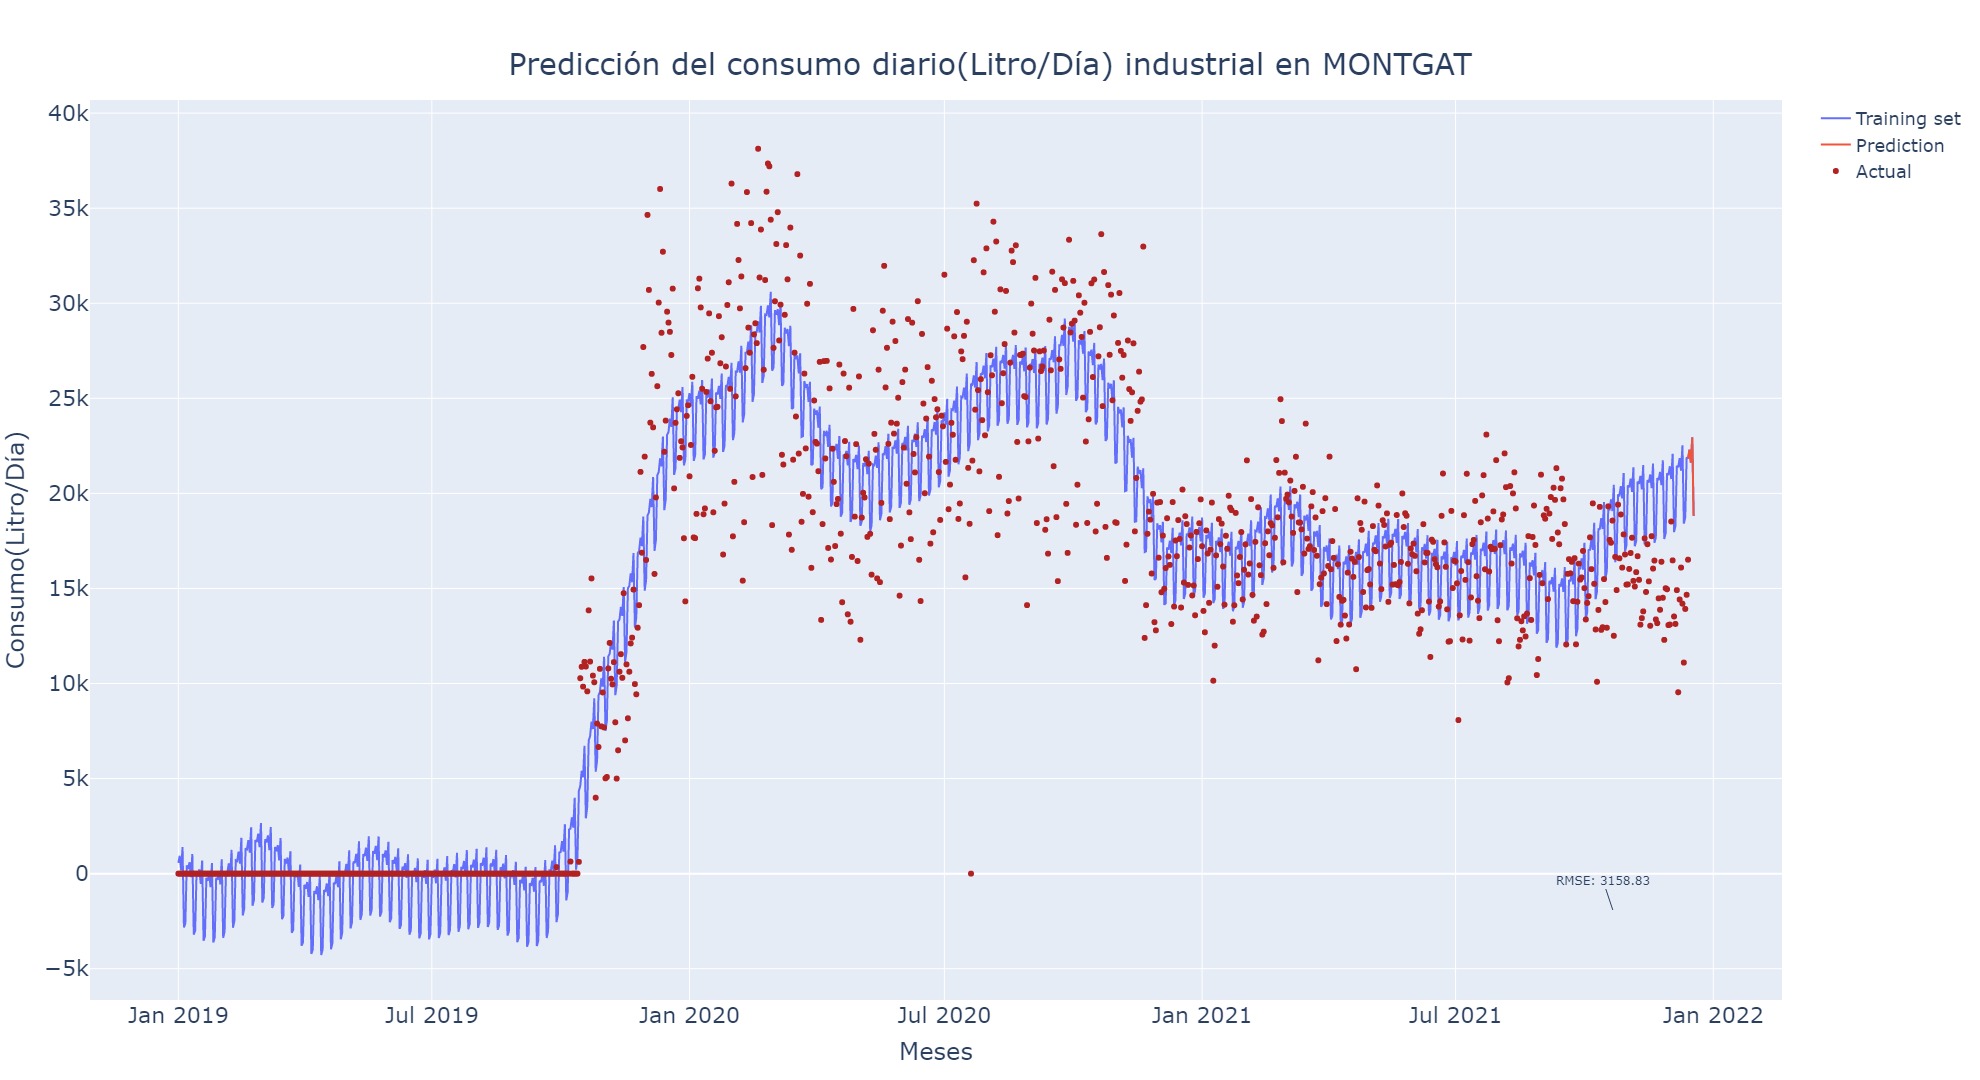 Predicción del consumo diario(Litro/Día) industrial en MONTGAT
40k
35k
30k
25k
20k
15k
10k
5k
0
−5k
Consumo(Litro/Día)
Jan 2019
Jul 2019
Jan 2020
Jul 2020
Jan 2021
Jul 2021
Jan 2022
Meses
Training set
Prediction
Actual
RMSE: 3158.83